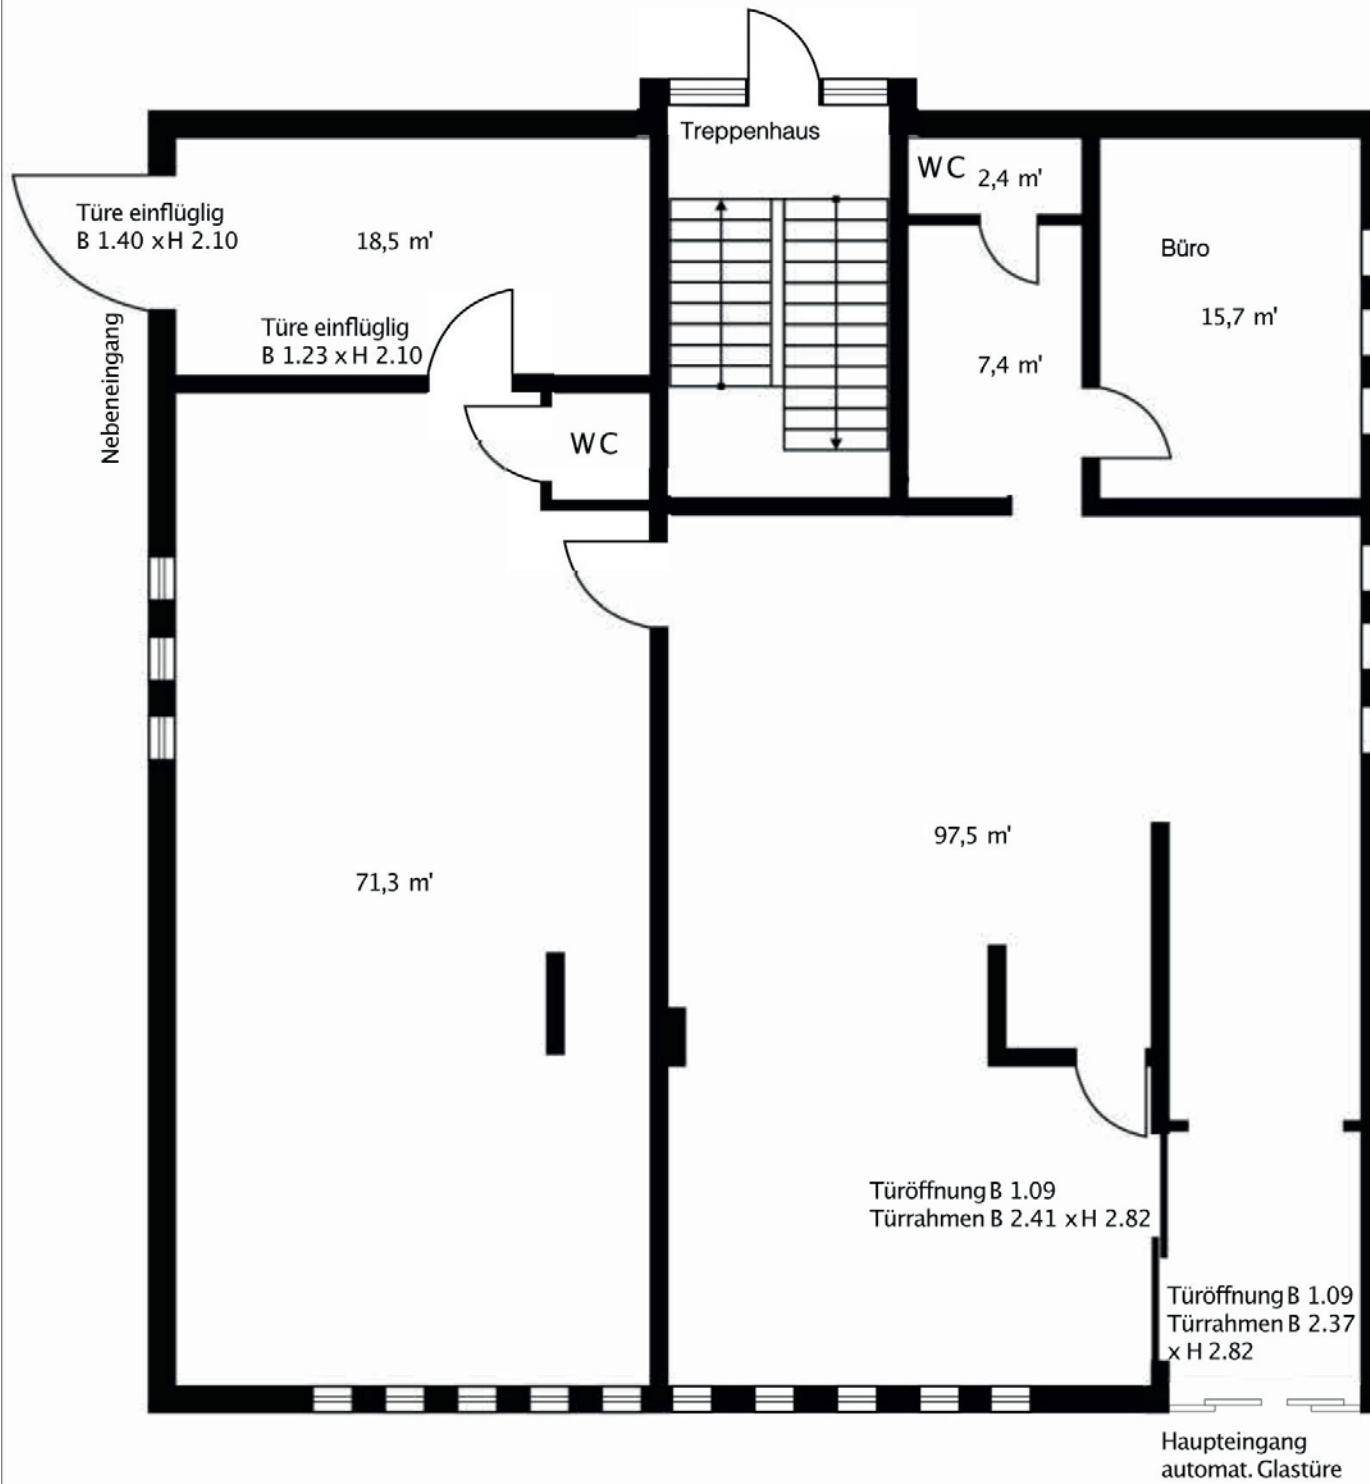 Treppenhaus
WC 2,4 m'
Türe einflüglig
B 1.40 x H 2.10
18,5 m'
Büro
15,7 m'
Türe einflüglig
B 1.23 x H 2.10
Nebeneingang
7,4 m'
WC
97,5 m'
71,3 m'
Türöffnung B 1.09
Türrahmen B 2.41 x H 2.82
Türöffnung B 1.09
Türrahmen B 2.37
x H 2.82
Haupteingang
automat. Glastüre